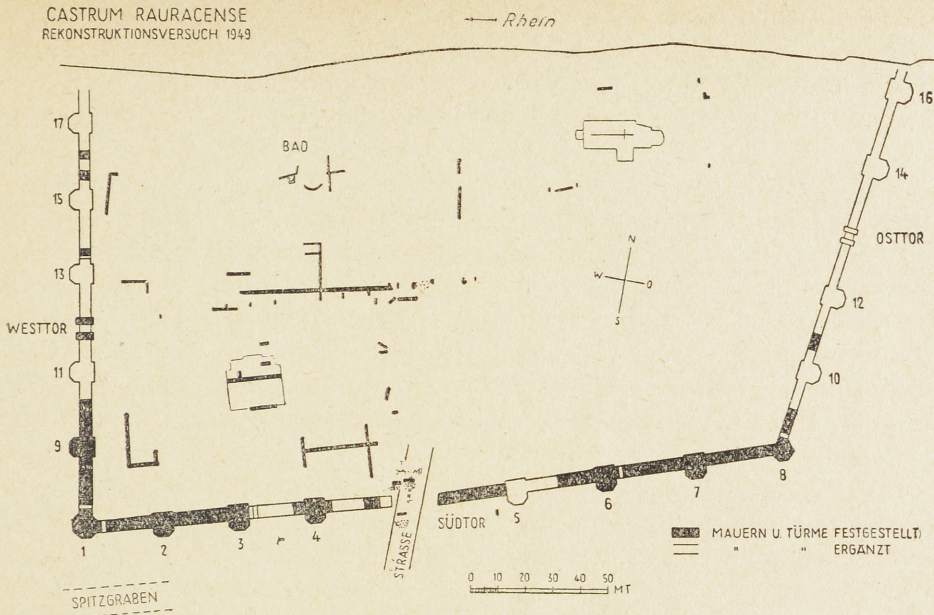 CASTRUM RAURACENSE
REKONSTRUKTIONSVERSUCH 1949
Rhein
17
16
BAD
15
14
N
OSTTOR
13
W
O
12
S
WESTTOR
11
10
9
8
7
6
5
SÜDTOR
4
3
2
1
STRASSE
MAUERN U. TÜRME FESTGESTELLT
" " ERGÄNZT
0 10 20 30 40 50 MT
SPITZGRABEN